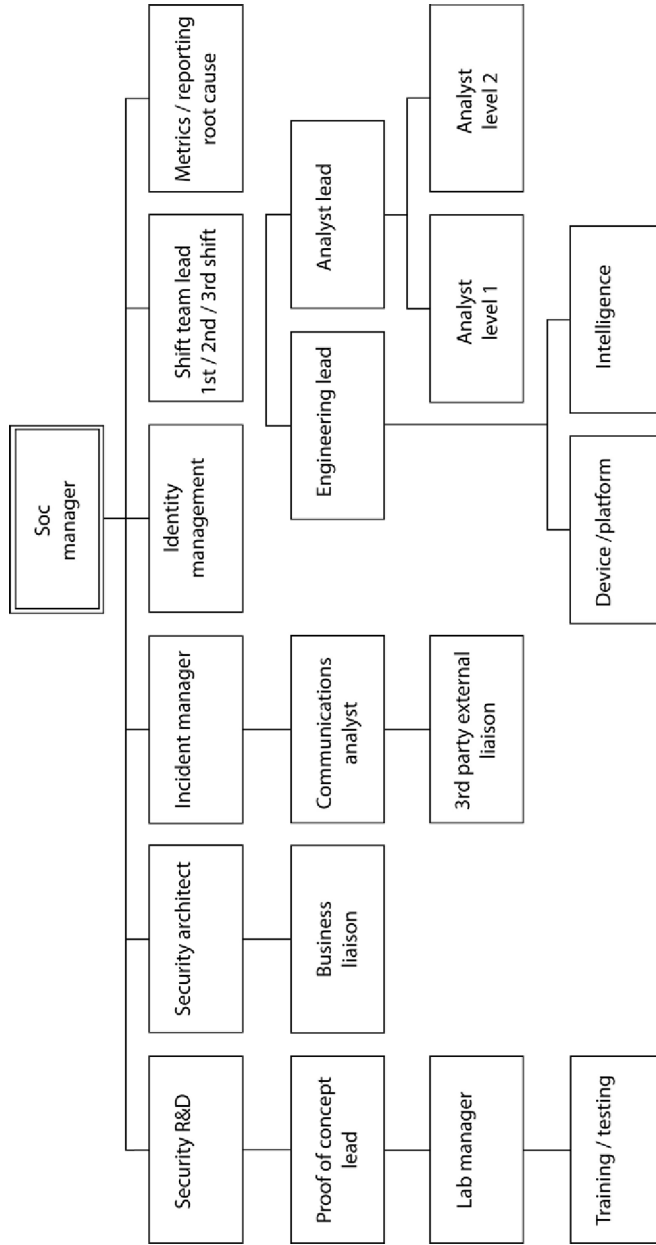 Soc
manager
Security R&D
Security architect
Incident manager
Identity
management
Shift team lead
1st / 2nd / 3rd shift
Metrics / reporting
root cause
Proof of concept
lead
Business
liaison
Communications
analyst
Engineering lead
Analyst lead
Lab manager
3rd party external
liaison
Analyst
level 1
Analyst
level 2
Training / testing
Device /platform
Intelligence